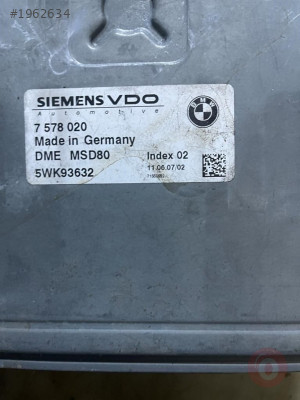 #1962634
SIEMENS VDO
Automotive
7 578 020
Made in Germany
DME MSD80 Index 02
5WK93632 11.06.07/02